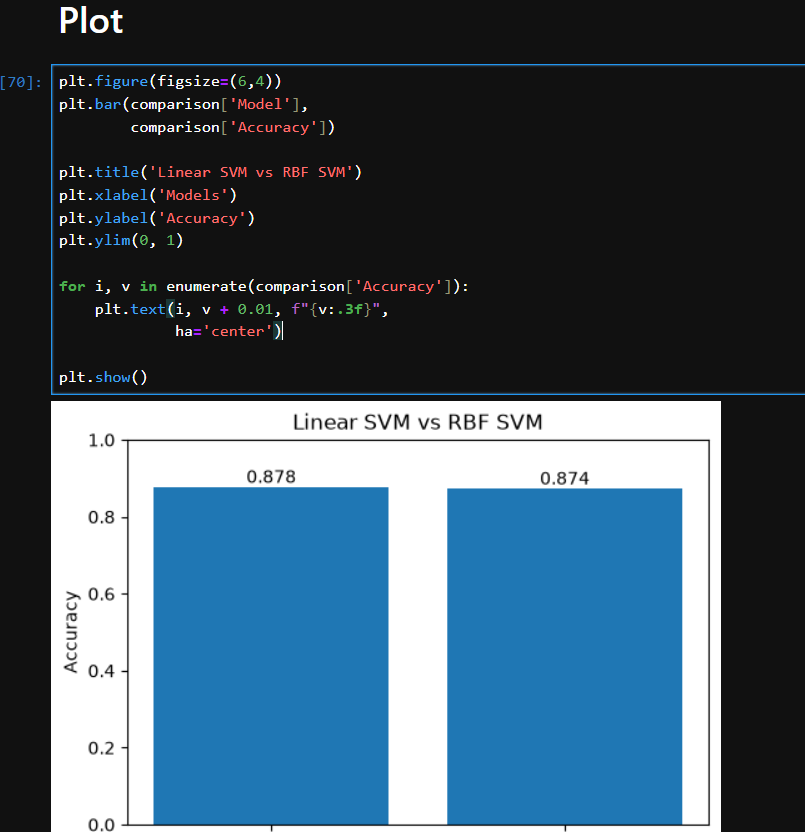 Plot
[70]:
plt.figure(figsize=(6,4))
plt.bar(comparison['Model'],
        comparison['Accuracy'])
plt.title('Linear SVM vs RBF SVM')
plt.xlabel('Models')
plt.ylabel('Accuracy')
plt.ylim(0, 1)
for i, v in enumerate(comparison['Accuracy']):
    plt.text(i, v + 0.01, f"{v:.3f}",
             ha='center')
plt.show()
Linear SVM vs RBF SVM
1.0
0.878
0.874
0.8
0.6
Accuracy
0.4
0.2
0.0